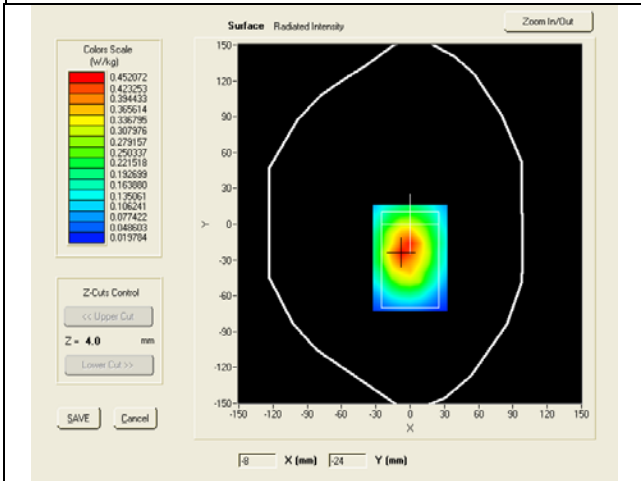 Surface Radiated Intensity
Zoom In/Out
Colors Scale
(W/kg)
0.452072
0.423253
0.394433
0.365614
0.336795
0.307976
0.279157
0.250337
0.221518
0.192699
0.163880
0.135061
0.106241
0.077422
0.048603
0.019784
Z-Cuts Control
<< Upper Cut
Z = 4.0 mm
Lower Cut >>
SAVE Cancel
150
120
90
60
30
0
-30
-60
-90
-120
-150
Y
-150 -120 -90 -60 -30 0 30 60 90 120 150
X
-8 X (mm) -24 Y (mm)